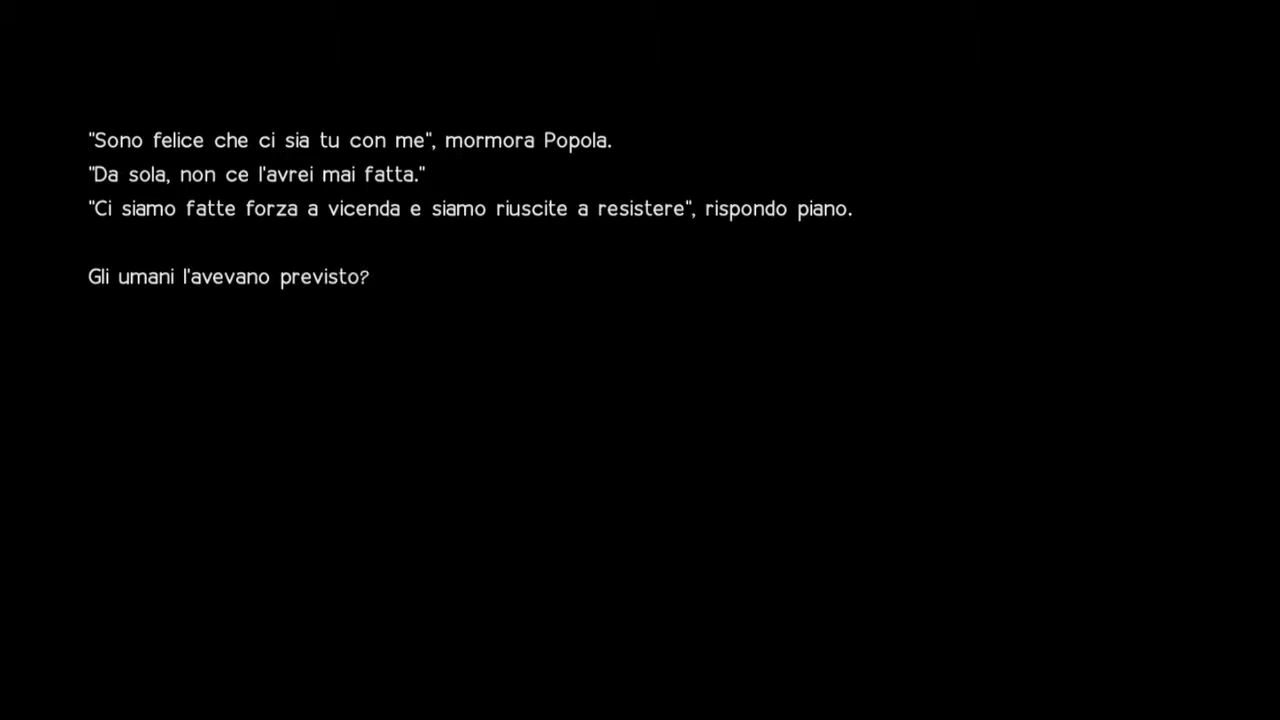 "Sono felice che ci sia tu con me", mormora Popola.
"Da sola, non ce l'avrei mai fatta."
"Ci siamo fatte forza a vicenda e siamo riuscite a resistere", rispondo piano.
Gli umani l'avevano previsto?